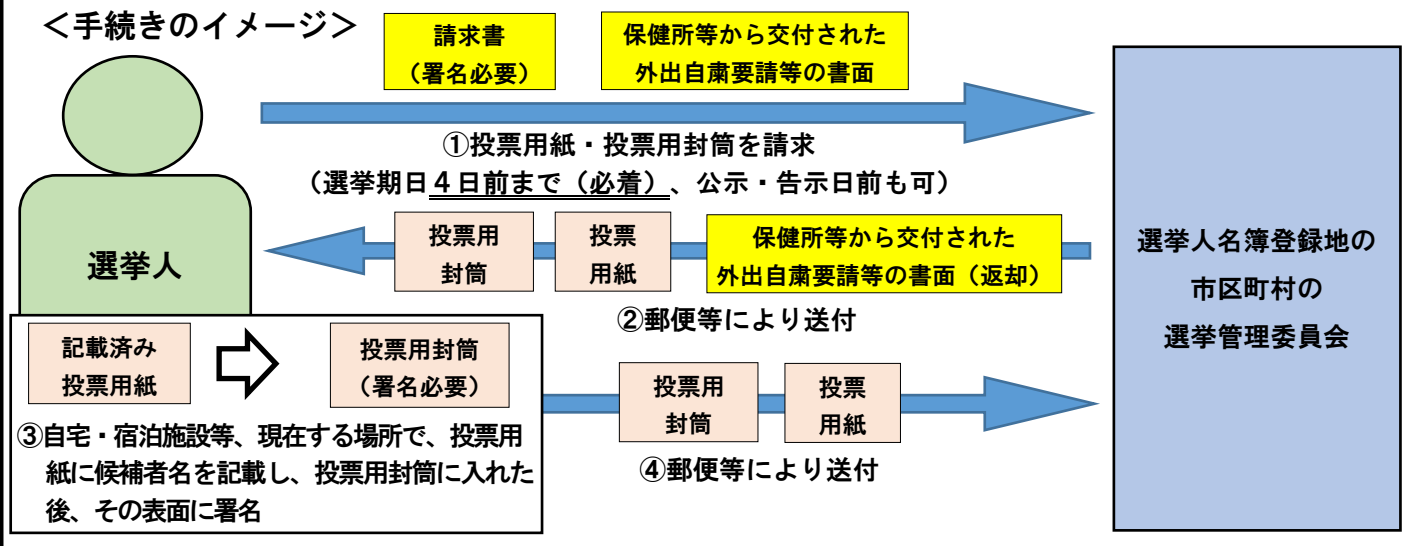 ＜手続きのイメージ＞
請求書
（署名必要）
保健所等から交付された
外出自粛要請等の書面
①投票用紙・投票用封筒を請求
（選挙期日４日前まで（必着）、公示・告示日前も可）
選挙人
投票用
封筒
投票
用紙
保健所等から交付された
外出自粛要請等の書面（返却）
②郵便等により送付
選挙人名簿登録地の
市区町村の
選挙管理委員会
記載済み
投票用紙
投票用封筒
（署名必要）
③自宅・宿泊施設等、現在する場所で、投票用
紙に候補者名を記載し、投票用封筒に入れた
後、その表面に署名
投票用
封筒
投票
用紙
④郵便等により送付